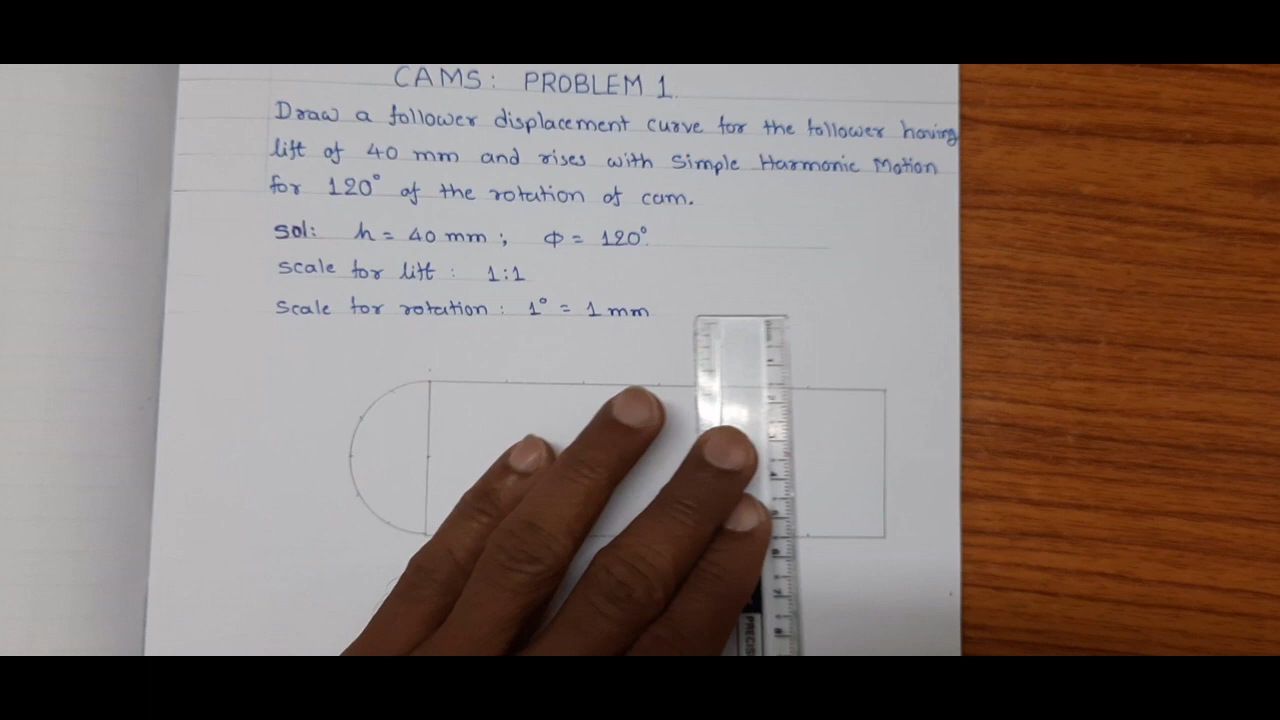 CAMS: PROBLEM 1.
Draw a follower displacement curve for the follower having
lift of 40 mm and rises with Simple Harmonic Motion
for 120° of the rotation of cam.
Sol: h = 40 mm; Φ = 120°.
Scale for lift : 1:1
Scale for rotation : 1° = 1 mm